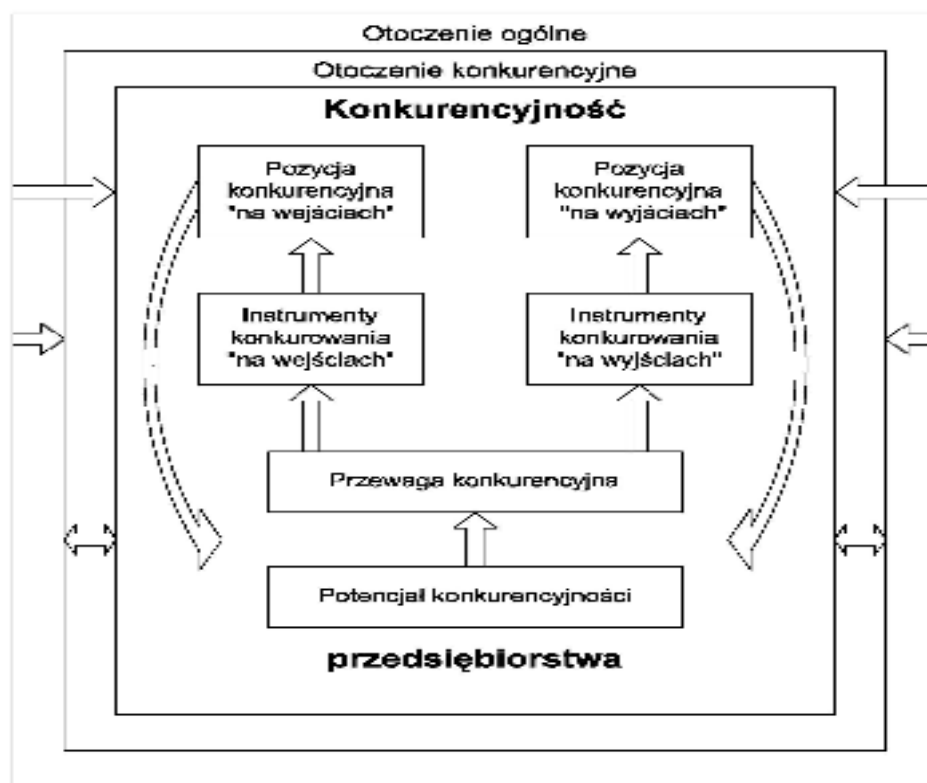 Otoczenie ogólne
Otoczenie konkurencyjne
Konkurencyjność
Pozycja
konkurencyjna
"na wejściach"
Pozycja
konkurencyjna
"na wyjściach"
Instrumenty
konkurowania
"na wejściach"
Instrumenty
konkurowania
"na wyjściach"
Przewaga konkurencyjna
Potencjał konkurencyjności
przedsiębiorstwa